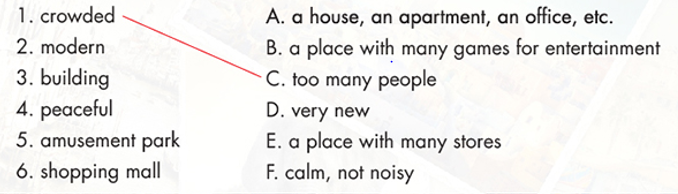 1. crowded
2. modern
3. building
4. peaceful
5. amusement park
6. shopping mall
A. a house, an apartment, an office, etc.
B. a place with many games for entertainment
C. too many people
D. very new
E. a place with many stores
F. calm, not noisy